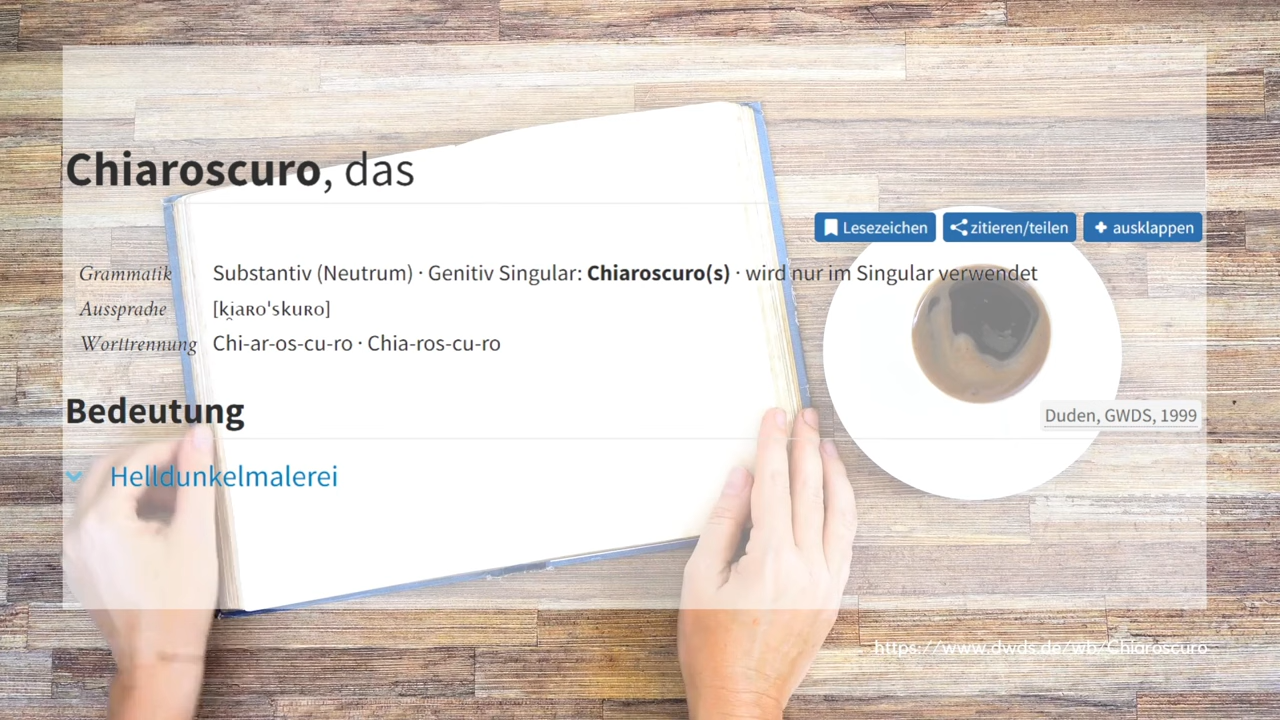 Chiaroscuro, das
Lesezeichen zitieren/teilen ausklappen
Grammatik Substantiv (Neutrum) · Genitiv Singular: Chiaroscuro(s) · wird nur im Singular verwendet
Aussprache [ki̯aʀoˈskuʀo]
Worttrennung Chi-ar-os-cu-ro · Chia-ros-cu-ro
Bedeutung
Duden, GWDS, 1999
Helldunkelmalerei
https://www.dwds.de/wb/Chiaroscuro